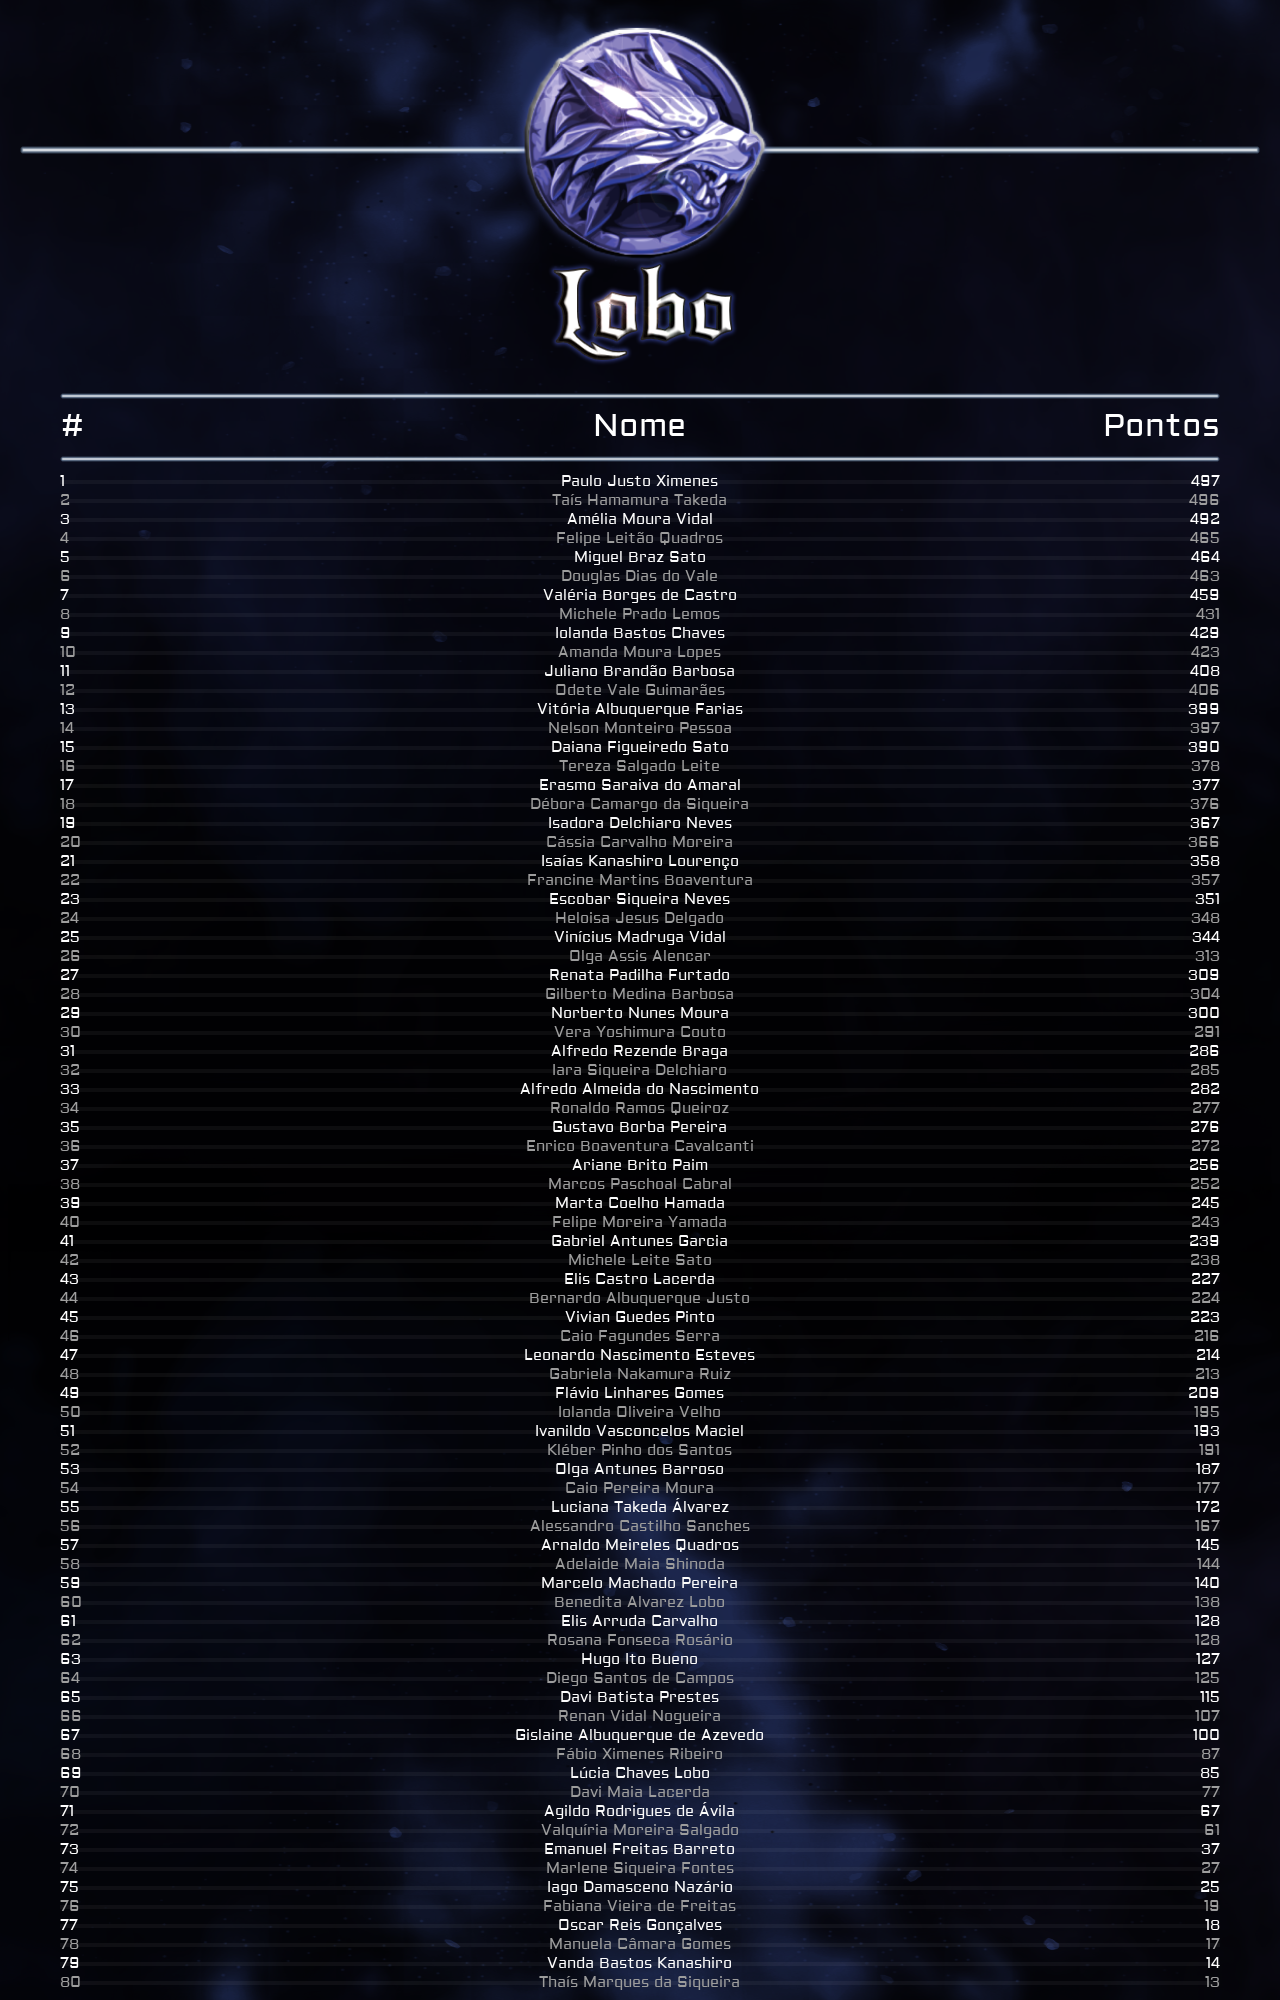 Lobo
# Nome Pontos
1 Paulo Justo Ximenes 497
2 Taís Hamamura Takeda 496
3 Amélia Moura Vidal 492
4 Felipe Leitão Quadros 465
5 Miguel Braz Sato 464
6 Douglas Dias do Vale 463
7 Valéria Borges de Castro 459
8 Michele Prado Lemos 431
9 Iolanda Bastos Chaves 429
10 Amanda Moura Lopes 423
11 Juliano Brandão Barbosa 408
12 Odete Vale Guimarães 406
13 Vitória Albuquerque Farias 399
14 Nelson Monteiro Pessoa 397
15 Daiana Figueiredo Sato 390
16 Tereza Salgado Leite 378
17 Erasmo Saraiva do Amaral 377
18 Débora Camargo da Siqueira 376
19 Isadora Delchiaro Neves 367
20 Cássia Carvalho Moreira 366
21 Isaías Kanashiro Lourenço 358
22 Francine Martins Boaventura 357
23 Escobar Siqueira Neves 351
24 Heloisa Jesus Delgado 348
25 Vinícius Madruga Vidal 344
26 Olga Assis Alencar 313
27 Renata Padilha Furtado 309
28 Gilberto Medina Barbosa 304
29 Norberto Nunes Moura 300
30 Vera Yoshimura Couto 291
31 Alfredo Rezende Braga 286
32 Iara Siqueira Delchiaro 285
33 Alfredo Almeida do Nascimento 282
34 Ronaldo Ramos Queiroz 277
35 Gustavo Borba Pereira 276
36 Enrico Boaventura Cavalcanti 272
37 Ariane Brito Paim 256
38 Marcos Paschoal Cabral 252
39 Marta Coelho Hamada 245
40 Felipe Moreira Yamada 243
41 Gabriel Antunes Garcia 239
42 Michele Leite Sato 238
43 Elis Castro Lacerda 227
44 Bernardo Albuquerque Justo 224
45 Vivian Guedes Pinto 223
46 Caio Fagundes Serra 216
47 Leonardo Nascimento Esteves 214
48 Gabriela Nakamura Ruiz 213
49 Flávio Linhares Gomes 209
50 Iolanda Oliveira Velho 195
51 Ivanildo Vasconcelos Maciel 193
52 Kléber Pinho dos Santos 191
53 Olga Antunes Barroso 187
54 Caio Pereira Moura 177
55 Luciana Takeda Álvarez 172
56 Alessandro Castilho Sanches 167
57 Arnaldo Meireles Quadros 145
58 Adelaide Maia Shinoda 144
59 Marcelo Machado Pereira 140
60 Benedita Alvarez Lobo 138
61 Elis Arruda Carvalho 128
62 Rosana Fonseca Rosário 128
63 Hugo Ito Bueno 127
64 Diego Santos de Campos 125
65 Davi Batista Prestes 115
66 Renan Vidal Nogueira 107
67 Gislaine Albuquerque de Azevedo 100
68 Fábio Ximenes Ribeiro 87
69 Lúcia Chaves Lobo 85
70 Davi Maia Lacerda 77
71 Agildo Rodrigues de Ávila 67
72 Valquíria Moreira Salgado 61
73 Emanuel Freitas Barreto 37
74 Marlene Siqueira Fontes 27
75 Iago Damasceno Nazário 25
76 Fabiana Vieira de Freitas 19
77 Oscar Reis Gonçalves 18
78 Manuela Câmara Gomes 17
79 Vanda Bastos Kanashiro 14
80 Thaís Marques da Siqueira 13